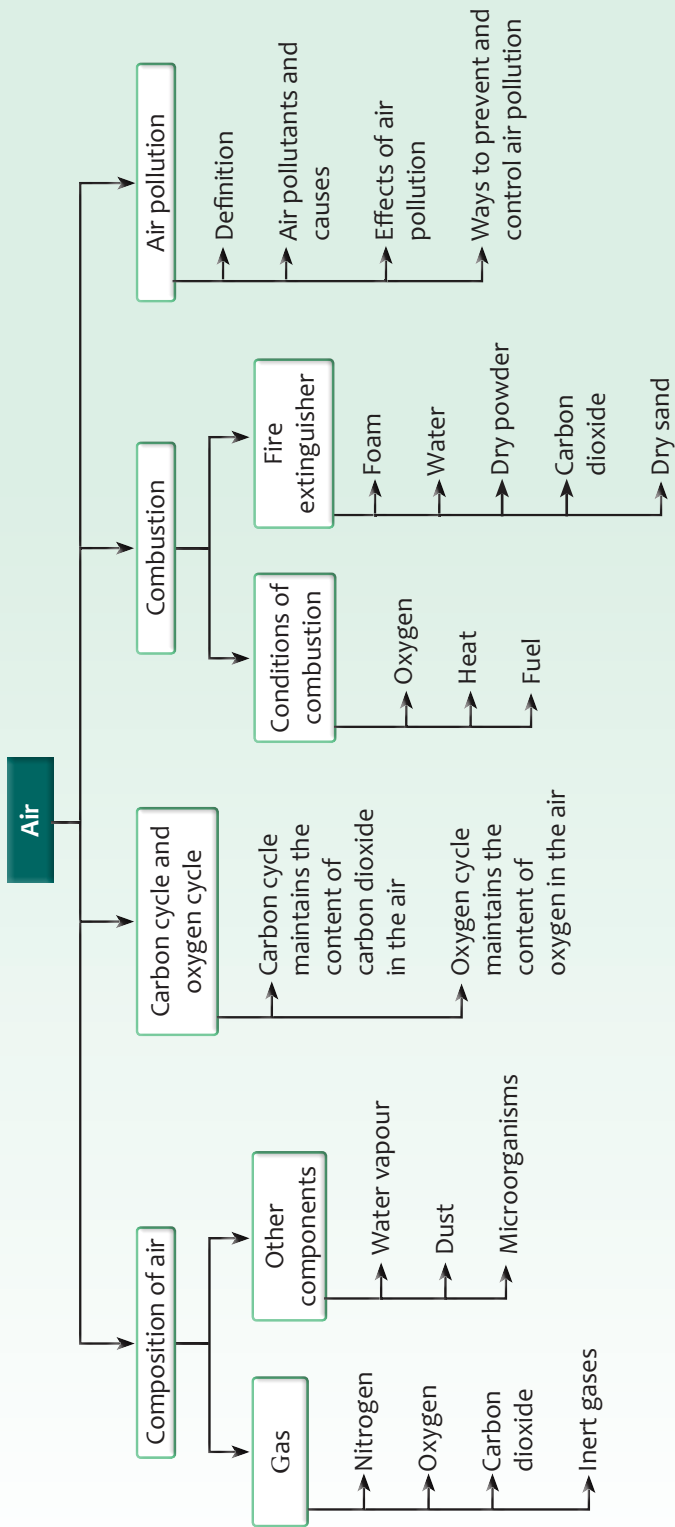 Air
Composition of air
Gas
Nitrogen
Oxygen
Carbon
dioxide
Inert gases
Other
components
Water vapour
Dust
Microorganisms
Carbon cycle and
oxygen cycle
Carbon cycle
maintains the
content of
carbon dioxide
in the air
Oxygen cycle
maintains the
content of
oxygen in the air
Combustion
Conditions of
combustion
Oxygen
Heat
Fuel
Fire
extinguisher
Foam
Water
Dry powder
Carbon
dioxide
Dry sand
Air pollution
Definition
Air pollutants and
causes
Effects of air
pollution
Ways to prevent and
control air pollution